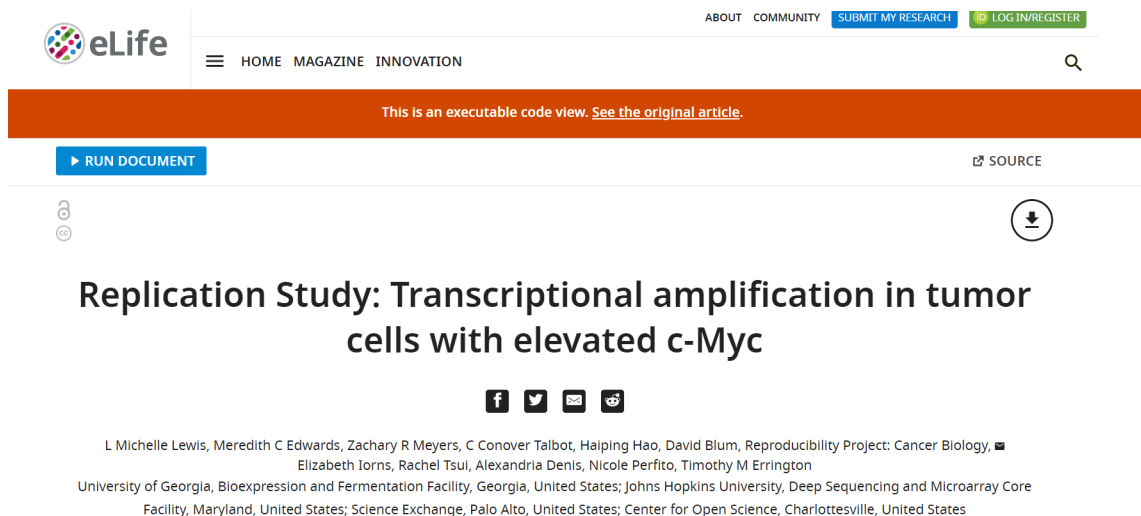 ABOUT COMMUNITY SUBMIT MY RESEARCH iD LOG IN/REGISTER
eLife
HOME MAGAZINE INNOVATION
This is an executable code view. See the original article.
RUN DOCUMENT
SOURCE
cc
Replication Study: Transcriptional amplification in tumor
cells with elevated c-Myc
L Michelle Lewis, Meredith C Edwards, Zachary R Meyers, C Conover Talbot, Haiping Hao, David Blum, Reproducibility Project: Cancer Biology,
Elizabeth Iorns, Rachel Tsui, Alexandria Denis, Nicole Perfito, Timothy M Errington
University of Georgia, Bioexpression and Fermentation Facility, Georgia, United States; Johns Hopkins University, Deep Sequencing and Microarray Core
Facility, Maryland, United States; Science Exchange, Palo Alto, United States; Center for Open Science, Charlottesville, United States